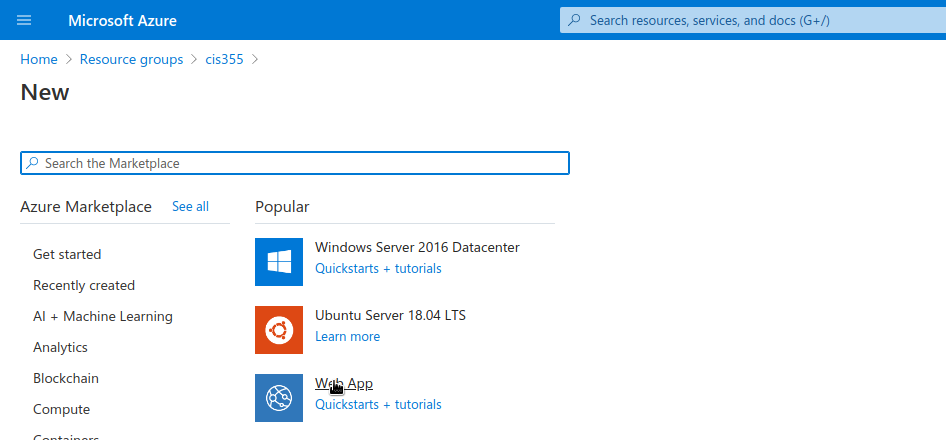 Microsoft Azure
Search resources, services, and docs (G+/)
Home > Resource groups > cis355 >
New
Search the Marketplace
Azure Marketplace See all
Popular
Get started
Recently created
AI + Machine Learning
Analytics
Blockchain
Compute
Containers
Windows Server 2016 Datacenter
Quickstarts + tutorials
Ubuntu Server 18.04 LTS
Learn more
Web App
Quickstarts + tutorials